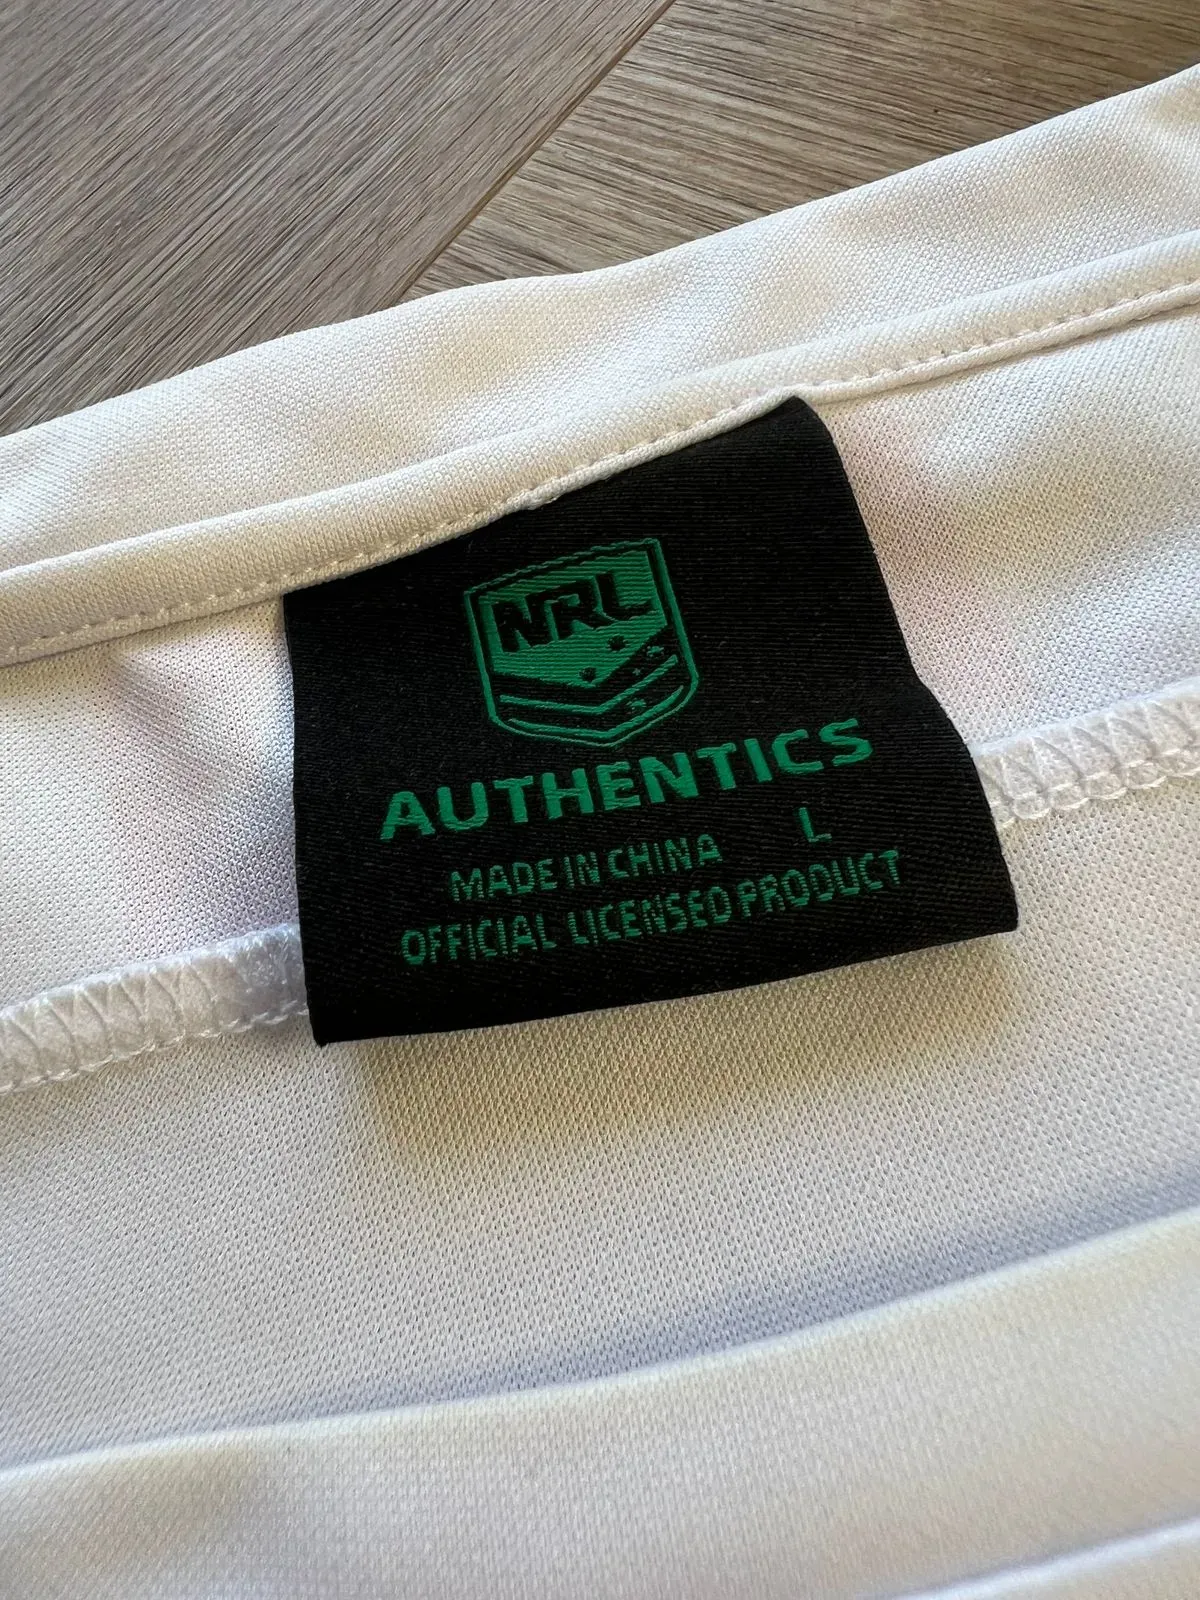 NRL
AUTHENTICS
MADE IN CHINA L
OFFICIAL LICENSED PRODUCT